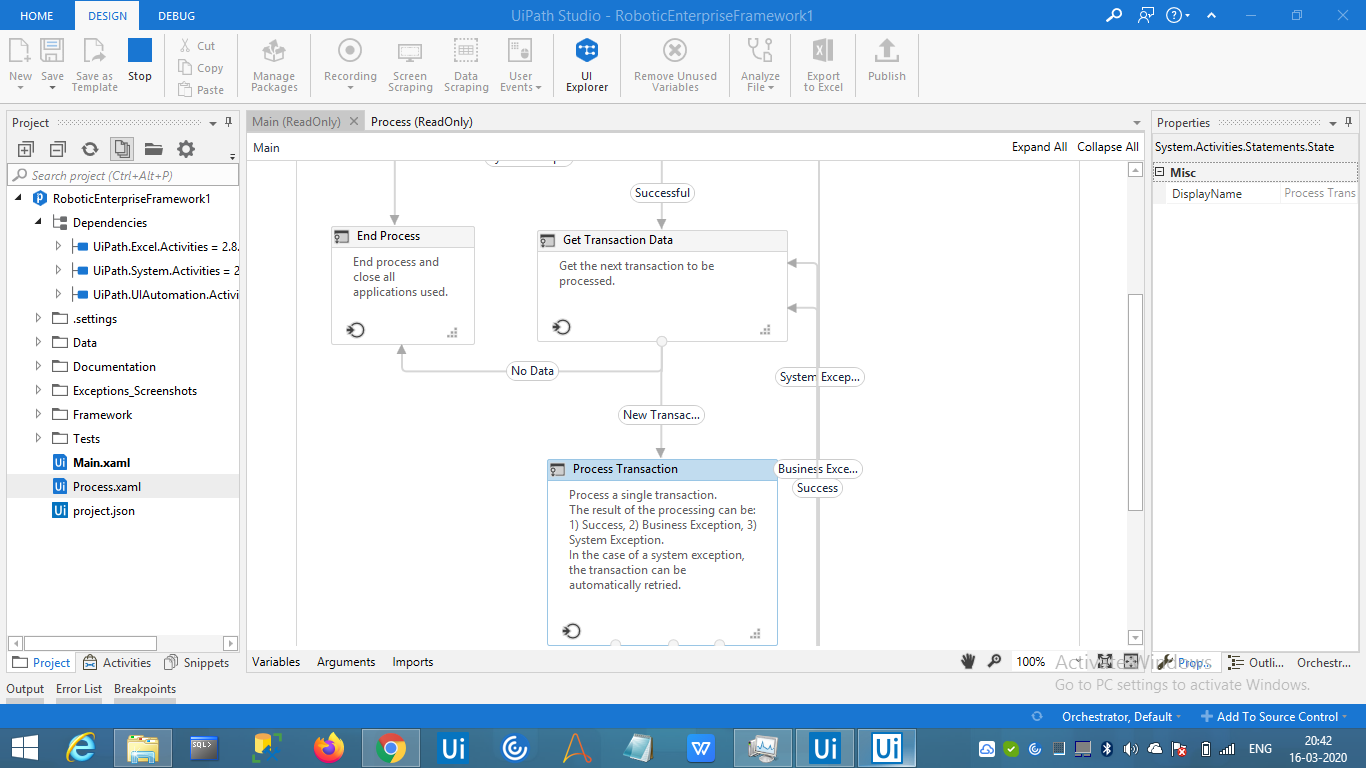 HOME
DESIGN
DEBUG
UiPath Studio - RoboticEnterpriseFramework1
New
Save
Save as
Template
Stop
Cut
Copy
Paste
Manage
Packages
Recording
Screen
Scraping
Data
Scraping
User
Events
UI
Explorer
Remove Unused
Variables
Analyze
File
Export
to Excel
Publish
Project
Search project (Ctrl+Alt+P)
RoboticEnterpriseFramework1
Dependencies
UiPath.Excel.Activities = 2.8.
UiPath.System.Activities = 2
UiPath.UIAutomation.Activi
.settings
Data
Documentation
Exceptions_Screenshots
Framework
Tests
Main.xaml
Process.xaml
project.json
Project
Activities
Snippets
Main (ReadOnly)
Process (ReadOnly)
Main
Expand All
Collapse All
Successful
End Process
End process and
close all
applications used.
Get Transaction Data
Get the next transaction to be
processed.
No Data
System Excep...
New Transac...
Process Transaction
Process a single transaction.
The result of the processing can be:
1) Success, 2) Business Exception, 3)
System Exception.
In the case of a system exception,
the transaction can be
automatically retried.
Business Exce...
Success
Variables
Arguments
Imports
100%
Properties
System.Activities.Statements.State
Misc
DisplayName
Process Trans
Prop...
Outli...
Orchestr...
Activate Windows
Go to PC settings to activate Windows.
Output
Error List
Breakpoints
Orchestrator, Default
Add To Source Control
SQL>
Ui
W
Ui
Ui
ENG
20:42
16-03-2020